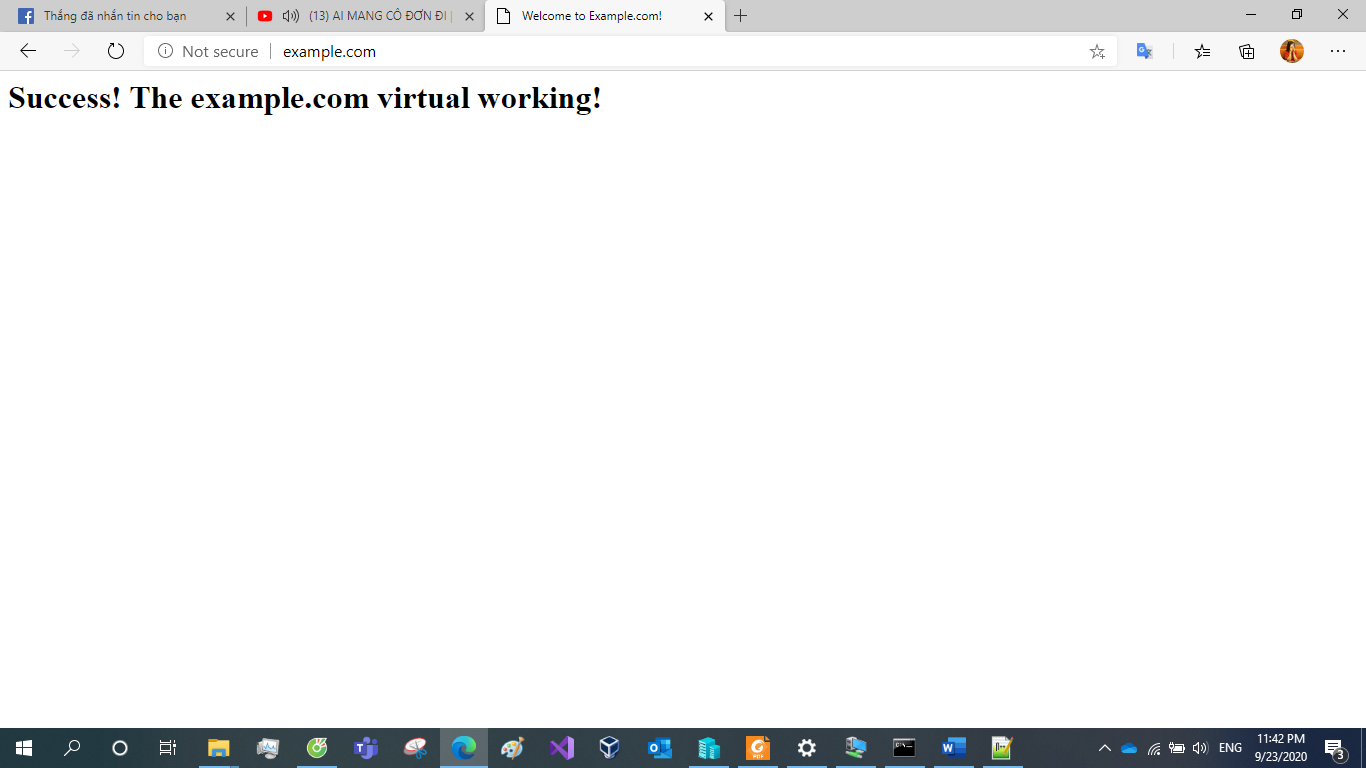 Thắng đã nhắn tin cho bạn
(13) AI MANG CÔ ĐƠN ĐI |
Welcome to Example.com!
Not secure
example.com
Success! The example.com virtual working!
ENG
11:42 PM
9/23/2020
3